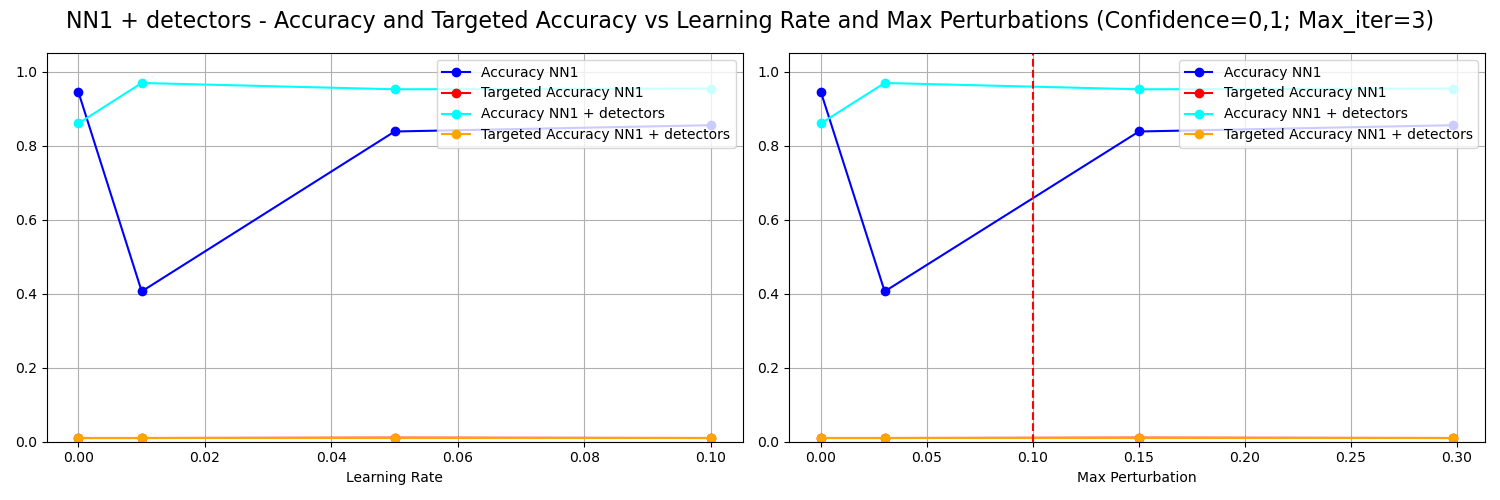 NN1 + detectors - Accuracy and Targeted Accuracy vs Learning Rate and Max Perturbations (Confidence=0,1; Max_iter=3)
1.0
0.8
0.6
0.4
0.2
0.0
Accuracy NN1
Targeted Accuracy NN1
Accuracy NN1 + detectors
Targeted Accuracy NN1 + detectors
0.00 0.02 0.04 0.06 0.08 0.10
Learning Rate
1.0
0.8
0.6
0.4
0.2
0.0
Accuracy NN1
Targeted Accuracy NN1
Accuracy NN1 + detectors
Targeted Accuracy NN1 + detectors
0.00 0.05 0.10 0.15 0.20 0.25 0.30
Max Perturbation